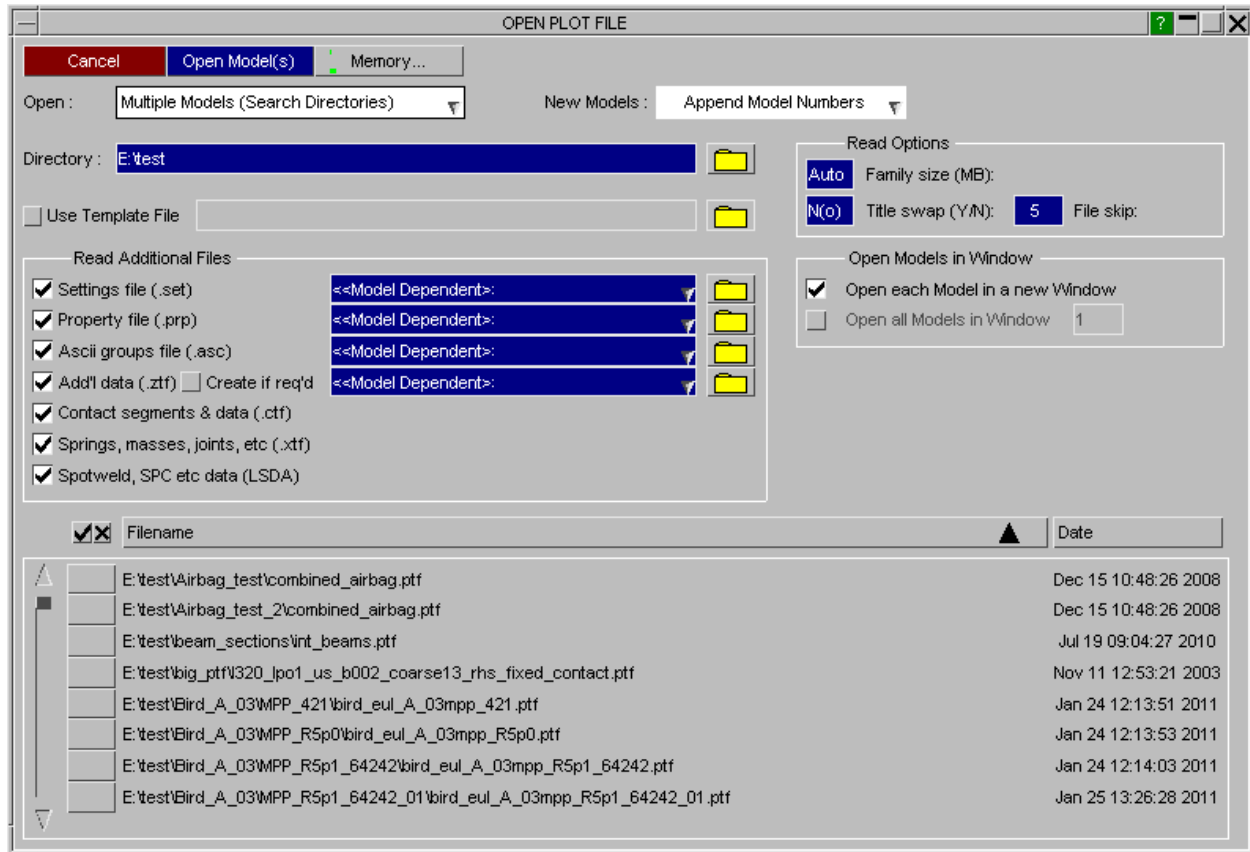 OPEN PLOT FILE
?
Cancel Open Model(s) Memory...
Open : Multiple Models (Search Directories) New Models : Append Model Numbers
Directory : E:\test
Read Options
Auto Family size (MB):
N(o) Title swap (Y/N): 5 File skip:
Use Template File
Read Additional Files
Settings file (.set) <<Model Dependent>:
Property file (.prp) <<Model Dependent>:
Ascii groups file (.asc) <<Model Dependent>:
Add'l data (.ztf) Create if req'd <<Model Dependent>:
Contact segments & data (.ctf)
Springs, masses, joints, etc (.xtf)
Spotweld, SPC etc data (LSDA)
Open Models in Window
Open each Model in a new Window
Open all Models in Window 1
Filename Date
E:\test\Airbag_test\combined_airbag.ptf Dec 15 10:48:26 2008
E:\test\Airbag_test_2\combined_airbag.ptf Dec 15 10:48:26 2008
E:\test\beam_sections\int_beams.ptf Jul 19 09:04:27 2010
E:\test\big_ptf\l320_lpo1_us_b002_coarse13_rhs_fixed_contact.ptf Nov 11 12:53:21 2003
E:\test\Bird_A_03\MPP_421\bird_eul_A_03mpp_421.ptf Jan 24 12:13:51 2011
E:\test\Bird_A_03\MPP_R5p0\bird_eul_A_03mpp_R5p0.ptf Jan 24 12:13:53 2011
E:\test\Bird_A_03\MPP_R5p1_64242\bird_eul_A_03mpp_R5p1_64242.ptf Jan 24 12:14:03 2011
E:\test\Bird_A_03\MPP_R5p1_64242_01\bird_eul_A_03mpp_R5p1_64242_01.ptf Jan 25 13:26:28 2011